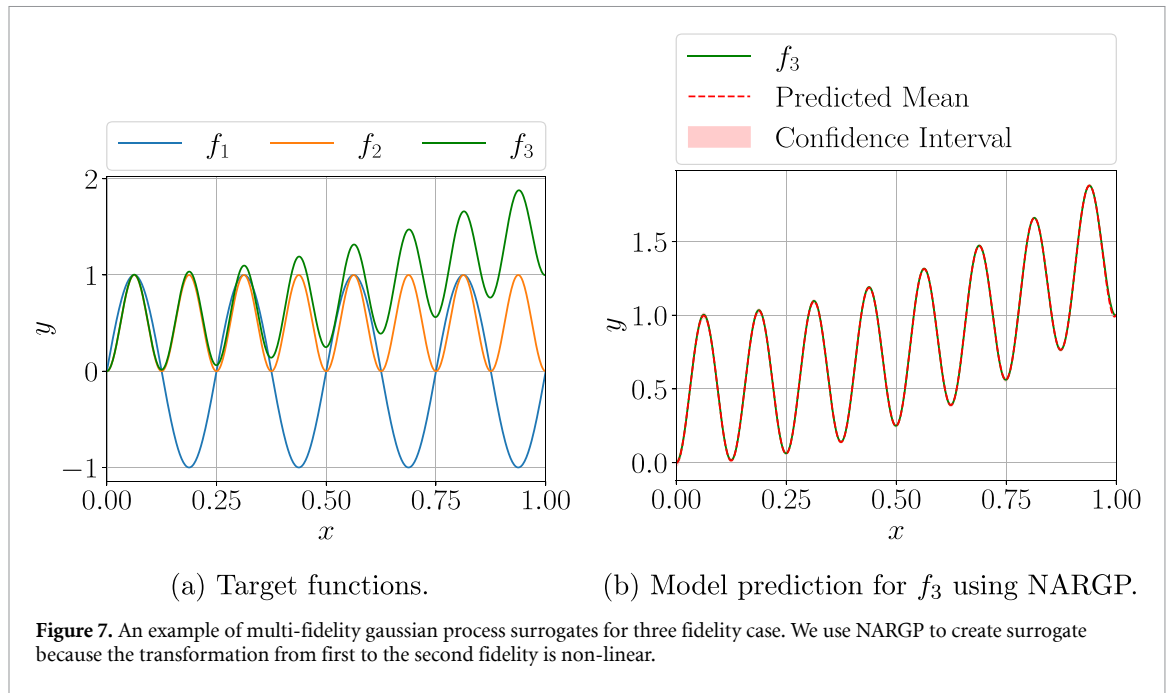 f₁ f₂ f₃
2
1
0
−1
y
0.00 0.25 0.50 0.75 1.00
x
(a) Target functions.
f₃
Predicted Mean
Confidence Interval
1.5
1.0
0.5
0.0
y
0.00 0.25 0.50 0.75 1.00
x
(b) Model prediction for f₃ using NARGP.
Figure 7. An example of multi-fidelity gaussian process surrogates for three fidelity case. We use NARGP to create surrogate
because the transformation from first to the second fidelity is non-linear.